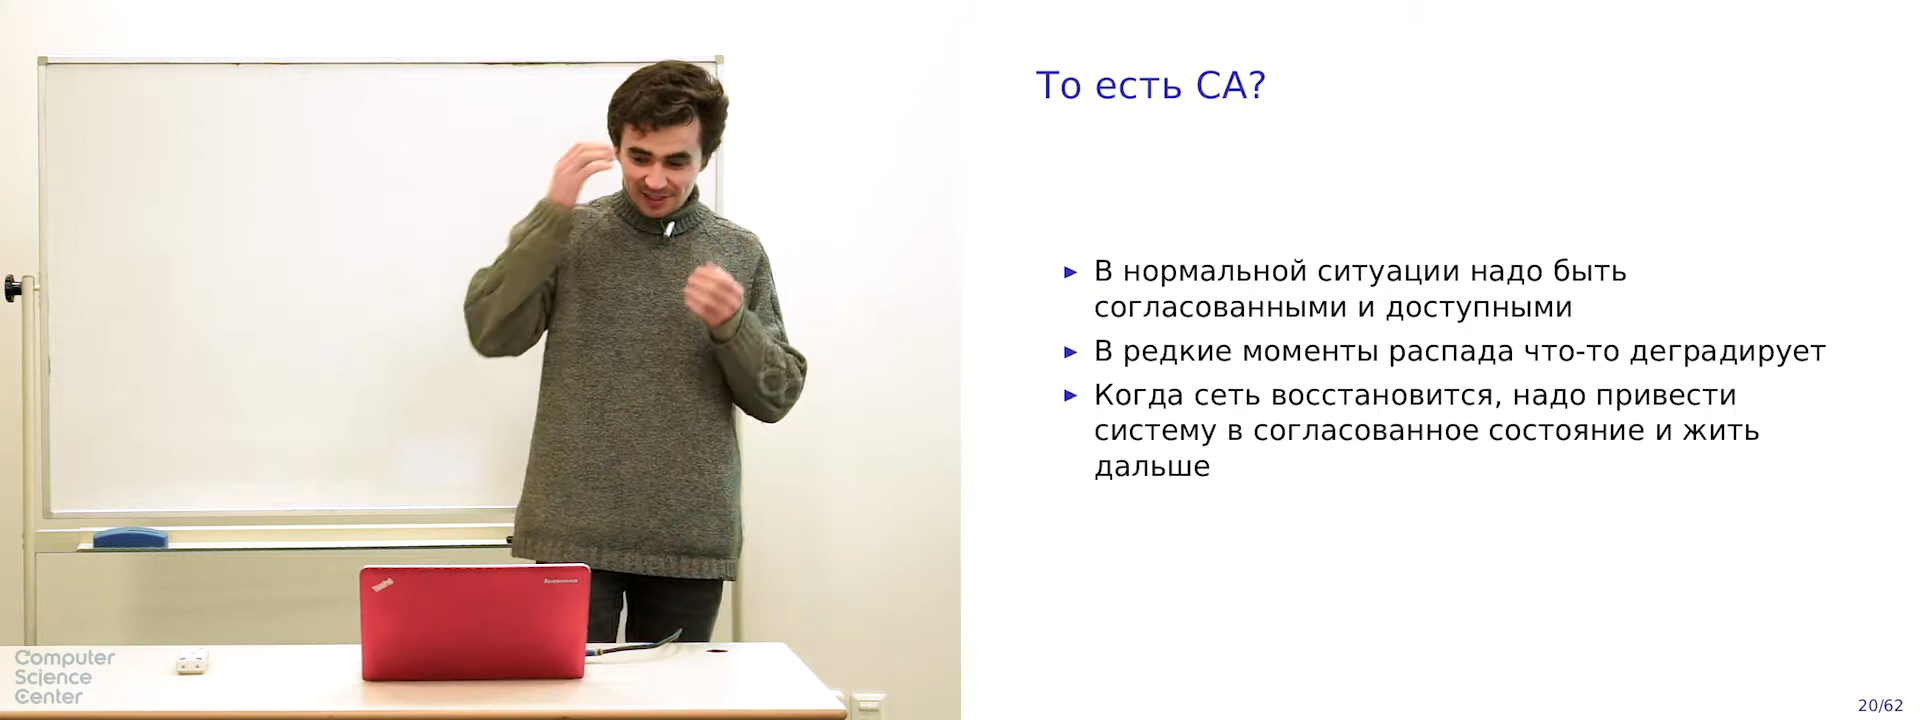 То есть CA?
В нормальной ситуации надо быть
согласованными и доступными
В редкие моменты распада что-то деградирует
Когда сеть восстановится, надо привести
систему в согласованное состояние и жить
дальше
ThinkPad
lenovo
Computer
Science
Center
20/62